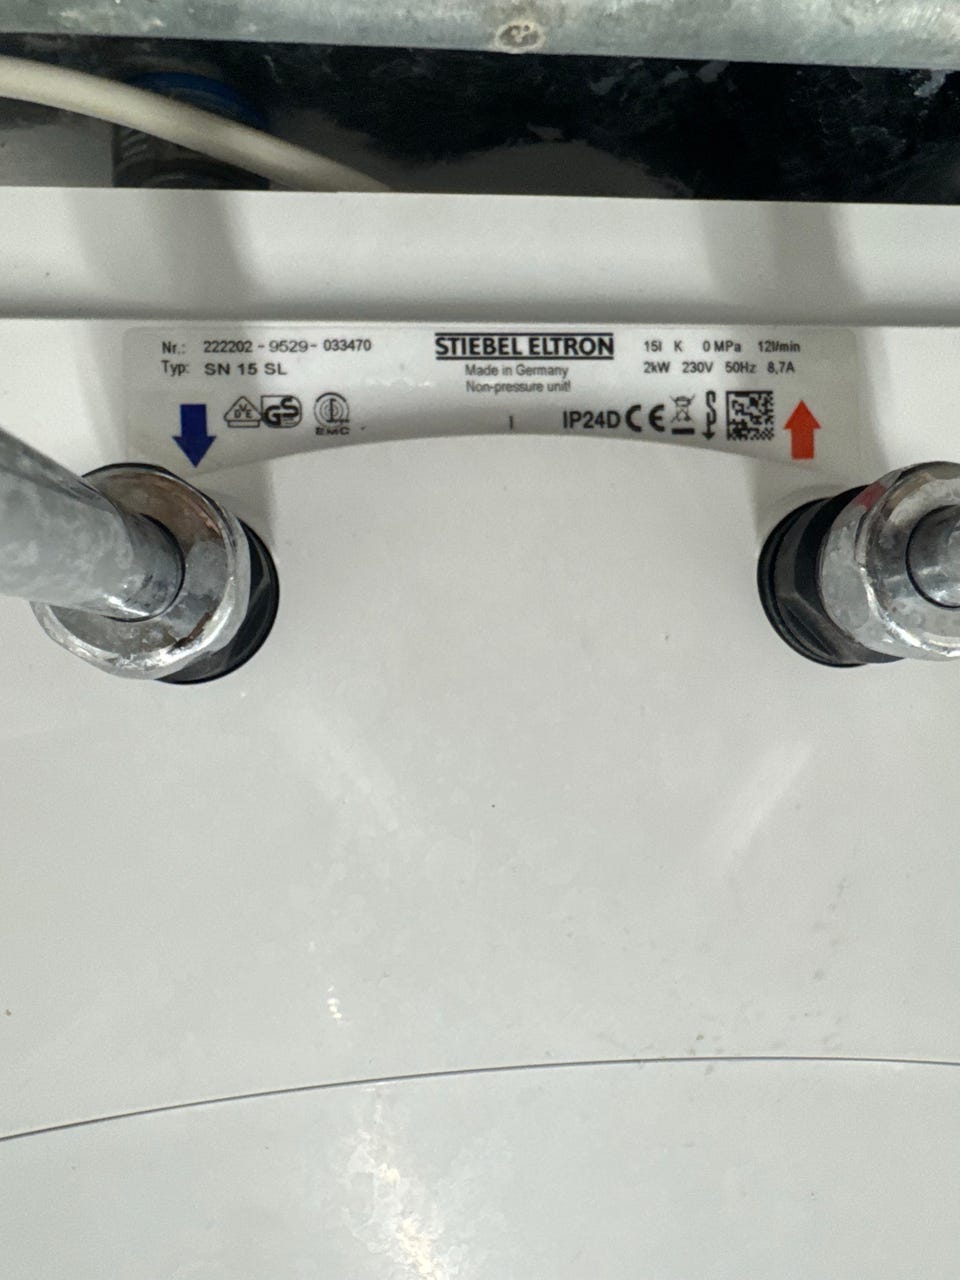 Nr.: 222202 - 9529 - 033470
Typ: SN 15 SL
VDE GS
EMC
STIEBEL ELTRON
Made in Germany
Non-pressure unit!
I IP24D CE
15l K 0 MPa 12l/min
2kW 230V 50Hz 8,7A